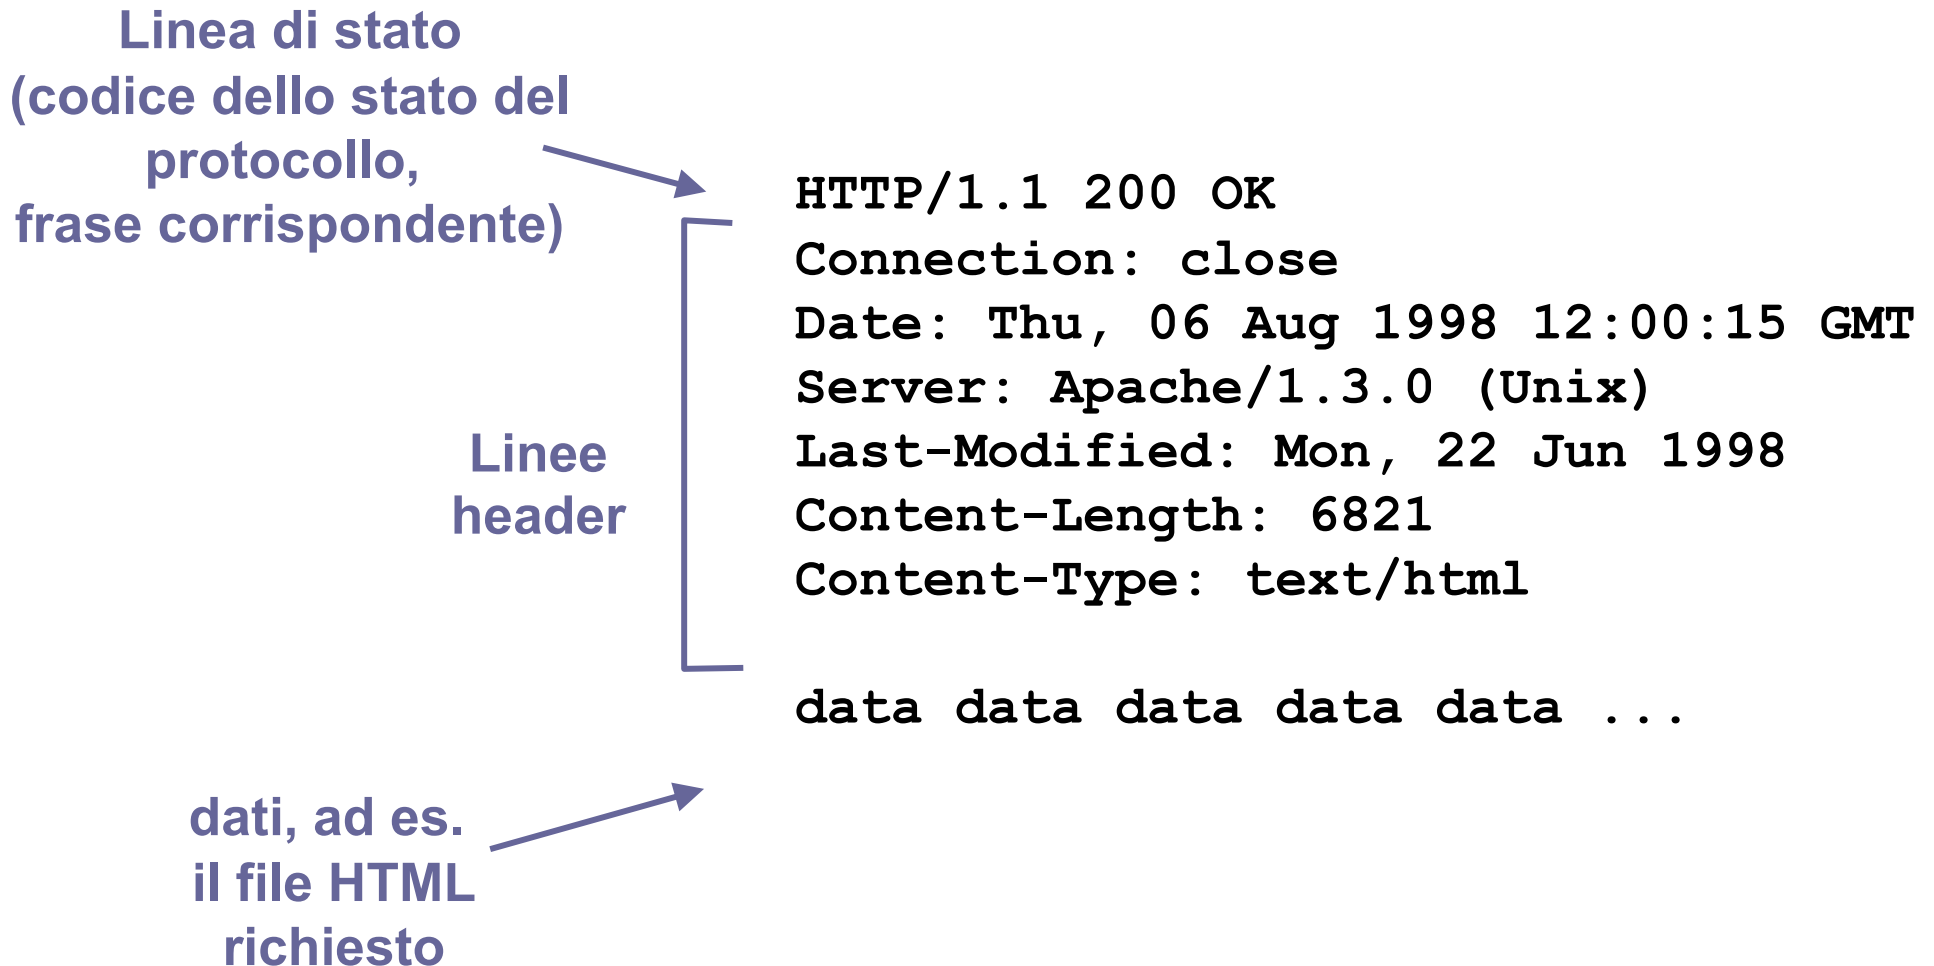 Linea di stato
(codice dello stato del
protocollo,
frase corrispondente)
HTTP/1.1 200 OK
Connection: close
Date: Thu, 06 Aug 1998 12:00:15 GMT
Server: Apache/1.3.0 (Unix)
Last-Modified: Mon, 22 Jun 1998
Content-Length: 6821
Content-Type: text/html
Linee
header
data data data data data ...
dati, ad es.
il file HTML
richiesto